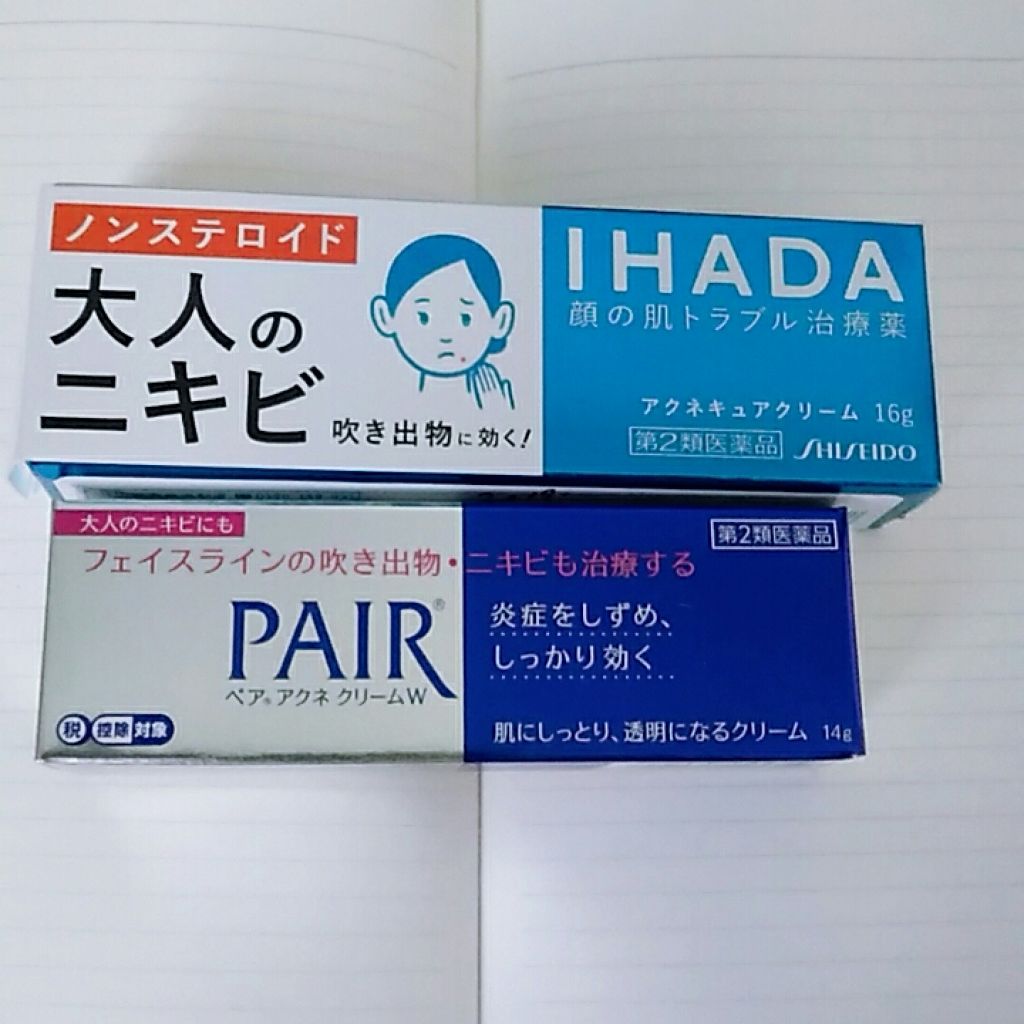 ノンステロイド
大人の
ニキビ
吹き出物に効く!
IHADA
顔の肌トラブル治療薬
アクネキュアクリーム 16g
第2類医薬品 SHISEIDO
大人のニキビにも
第2類医薬品
フェイスラインの吹き出物・ニキビも治療する
PAIR®
ペア®アクネ クリームW
炎症をしずめ、
しっかり効く
税 控除 対象
肌にしっとり、透明になるクリーム 14g